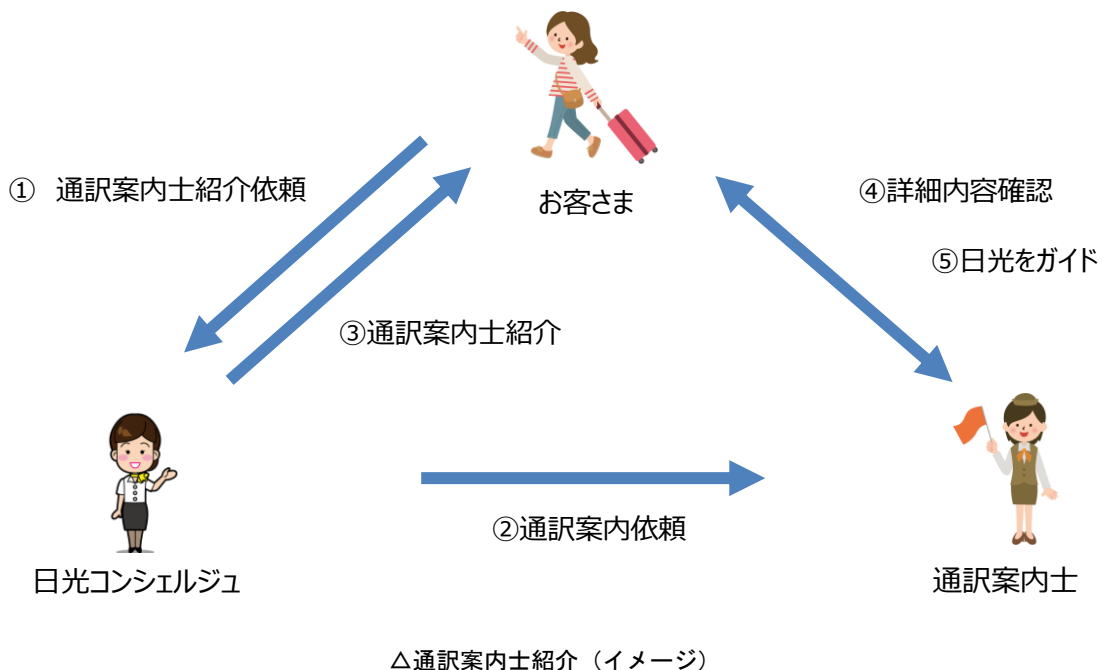 お客さま
① 通訳案内士紹介依頼
④詳細内容確認
⑤日光をガイド
③通訳案内士紹介
②通訳案内依頼
日光コンシェルジュ
通訳案内士
△通訳案内士紹介（イメージ）